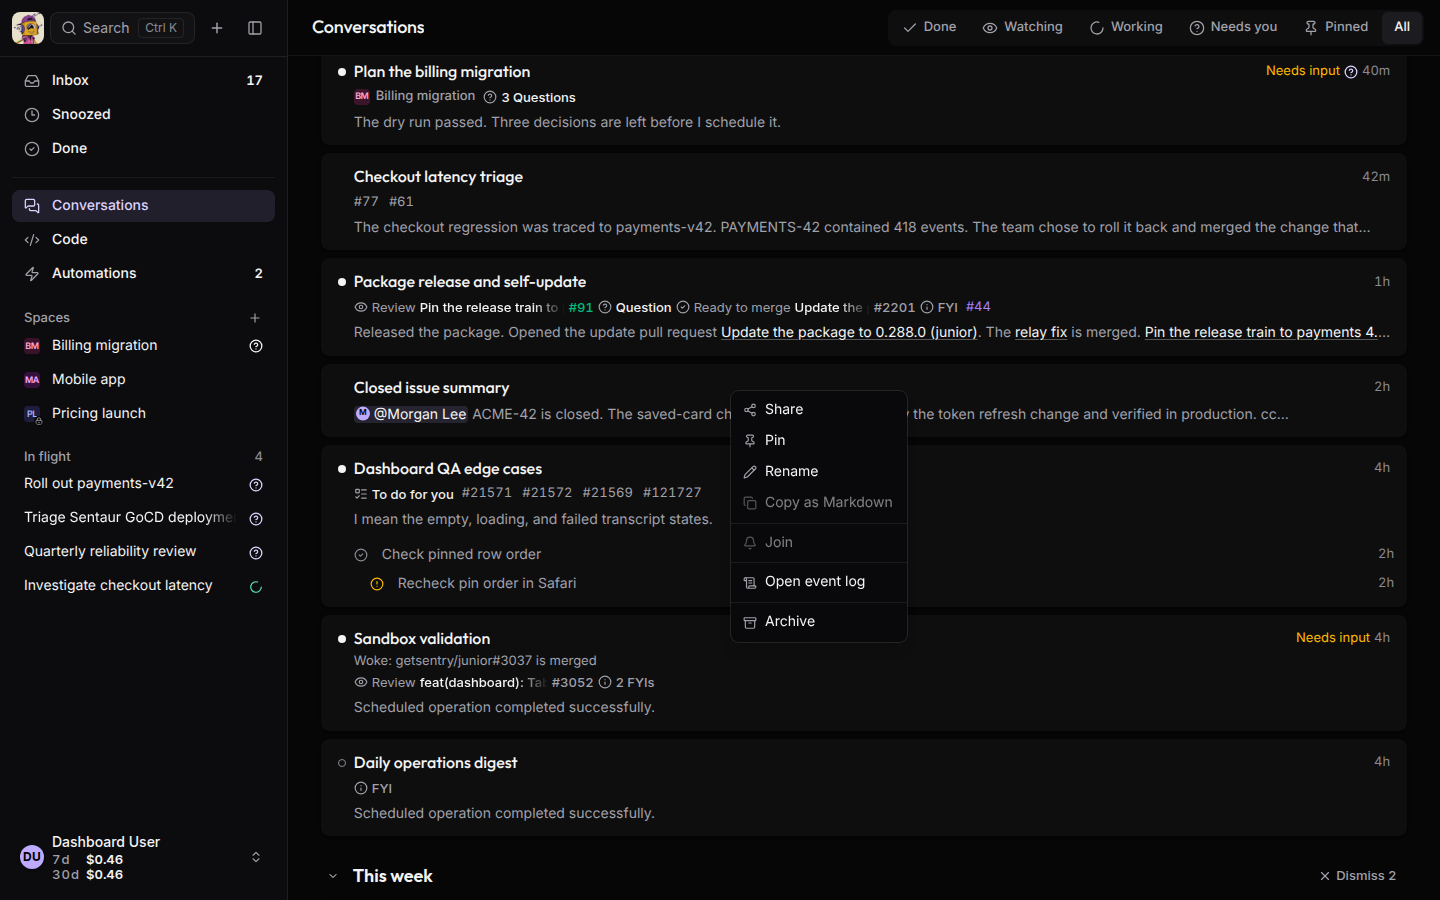 Search Ctrl K
Inbox 17
Snoozed
Done
Conversations
Code
Automations 2
Spaces
BM Billing migration
MA Mobile app
PL Pricing launch
In flight 4
Roll out payments-v42
Triage Sentaur GoCD deployme
Quarterly reliability review
Investigate checkout latency
DU Dashboard User
7d $0.46
30d $0.46
Conversations
Done Watching Working Needs you Pinned All
Plan the billing migration Needs input 40m
BM Billing migration 3 Questions
The dry run passed. Three decisions are left before I schedule it.
Checkout latency triage 42m
#77 #61
The checkout regression was traced to payments-v42. PAYMENTS-42 contained 418 events. The team chose to roll it back and merged the change that...
Package release and self-update 1h
Review Pin the release train to #91 Question Ready to merge Update the #2201 FYI #44
Released the package. Opened the update pull request Update the package to 0.288.0 (junior). The relay fix is merged. Pin the release train to payments 4....
Closed issue summary 2h
M @Morgan Lee ACME-42 is closed. The saved-card ch
the token refresh change and verified in production. cc...
Share
Pin
Rename
Copy as Markdown
Join
Open event log
Archive
Dashboard QA edge cases 4h
To do for you #21571 #21572 #21569 #121727
I mean the empty, loading, and failed transcript states.
Check pinned row order 2h
Recheck pin order in Safari 2h
Sandbox validation Needs input 4h
Woke: getsentry/junior#3037 is merged
Review feat(dashboard): Ta #3052 2 FYIs
Scheduled operation completed successfully.
Daily operations digest 4h
FYI
Scheduled operation completed successfully.
This week Dismiss 2